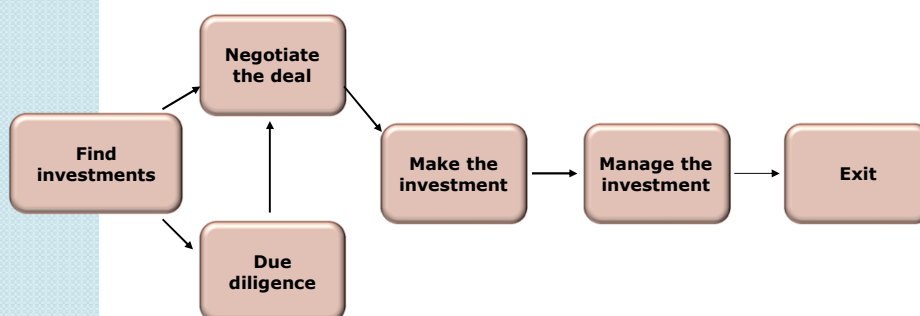 Negotiate
the deal
Find
investments
Due
diligence
Make the
investment
Manage the
investment
Exit